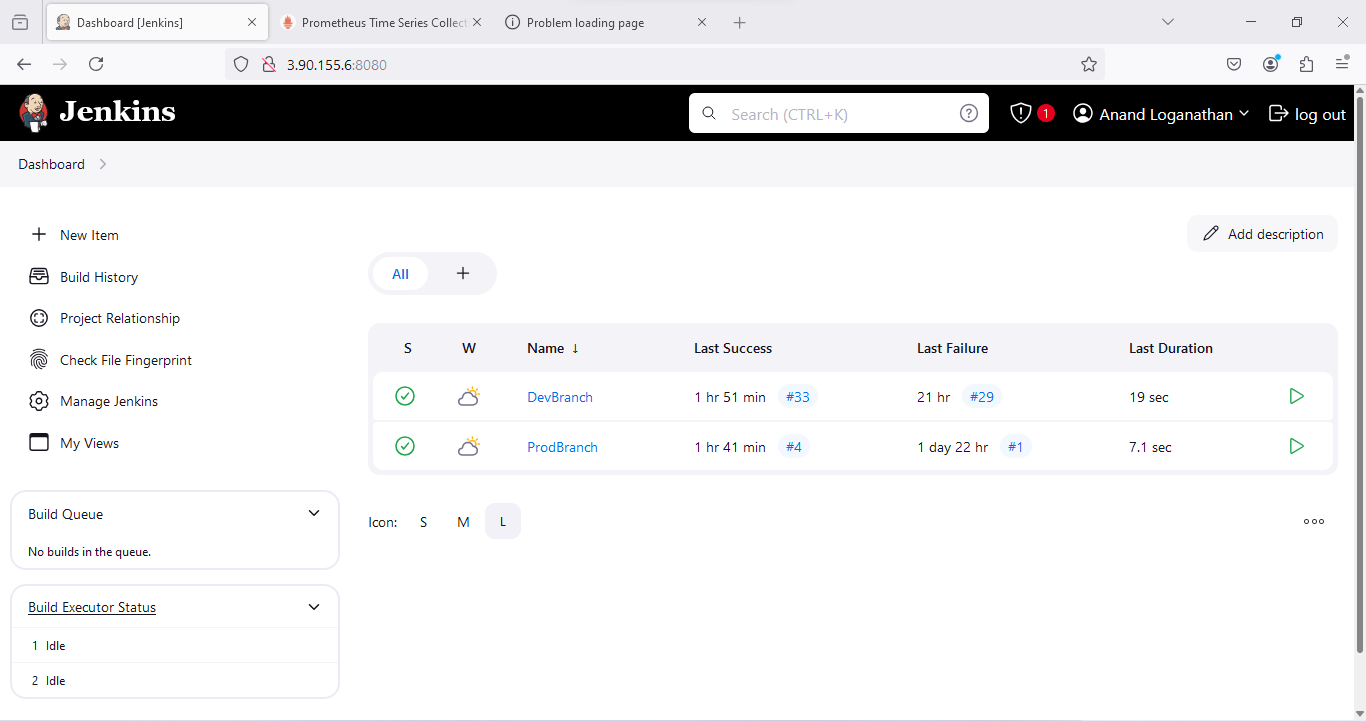 Dashboard [Jenkins] Prometheus Time Series Collect Problem loading page
3.90.155.6:8080
Jenkins Search (CTRL+K) 1 Anand Loganathan log out
Dashboard
New Item
Build History
Project Relationship
Check File Fingerprint
Manage Jenkins
My Views
Build Queue
No builds in the queue.
Build Executor Status
1 Idle
2 Idle
Add description
All +
S W Name ↓ Last Success Last Failure Last Duration
DevBranch 1 hr 51 min #33 21 hr #29 19 sec
ProdBranch 1 hr 41 min #4 1 day 22 hr #1 7.1 sec
Icon: S M L